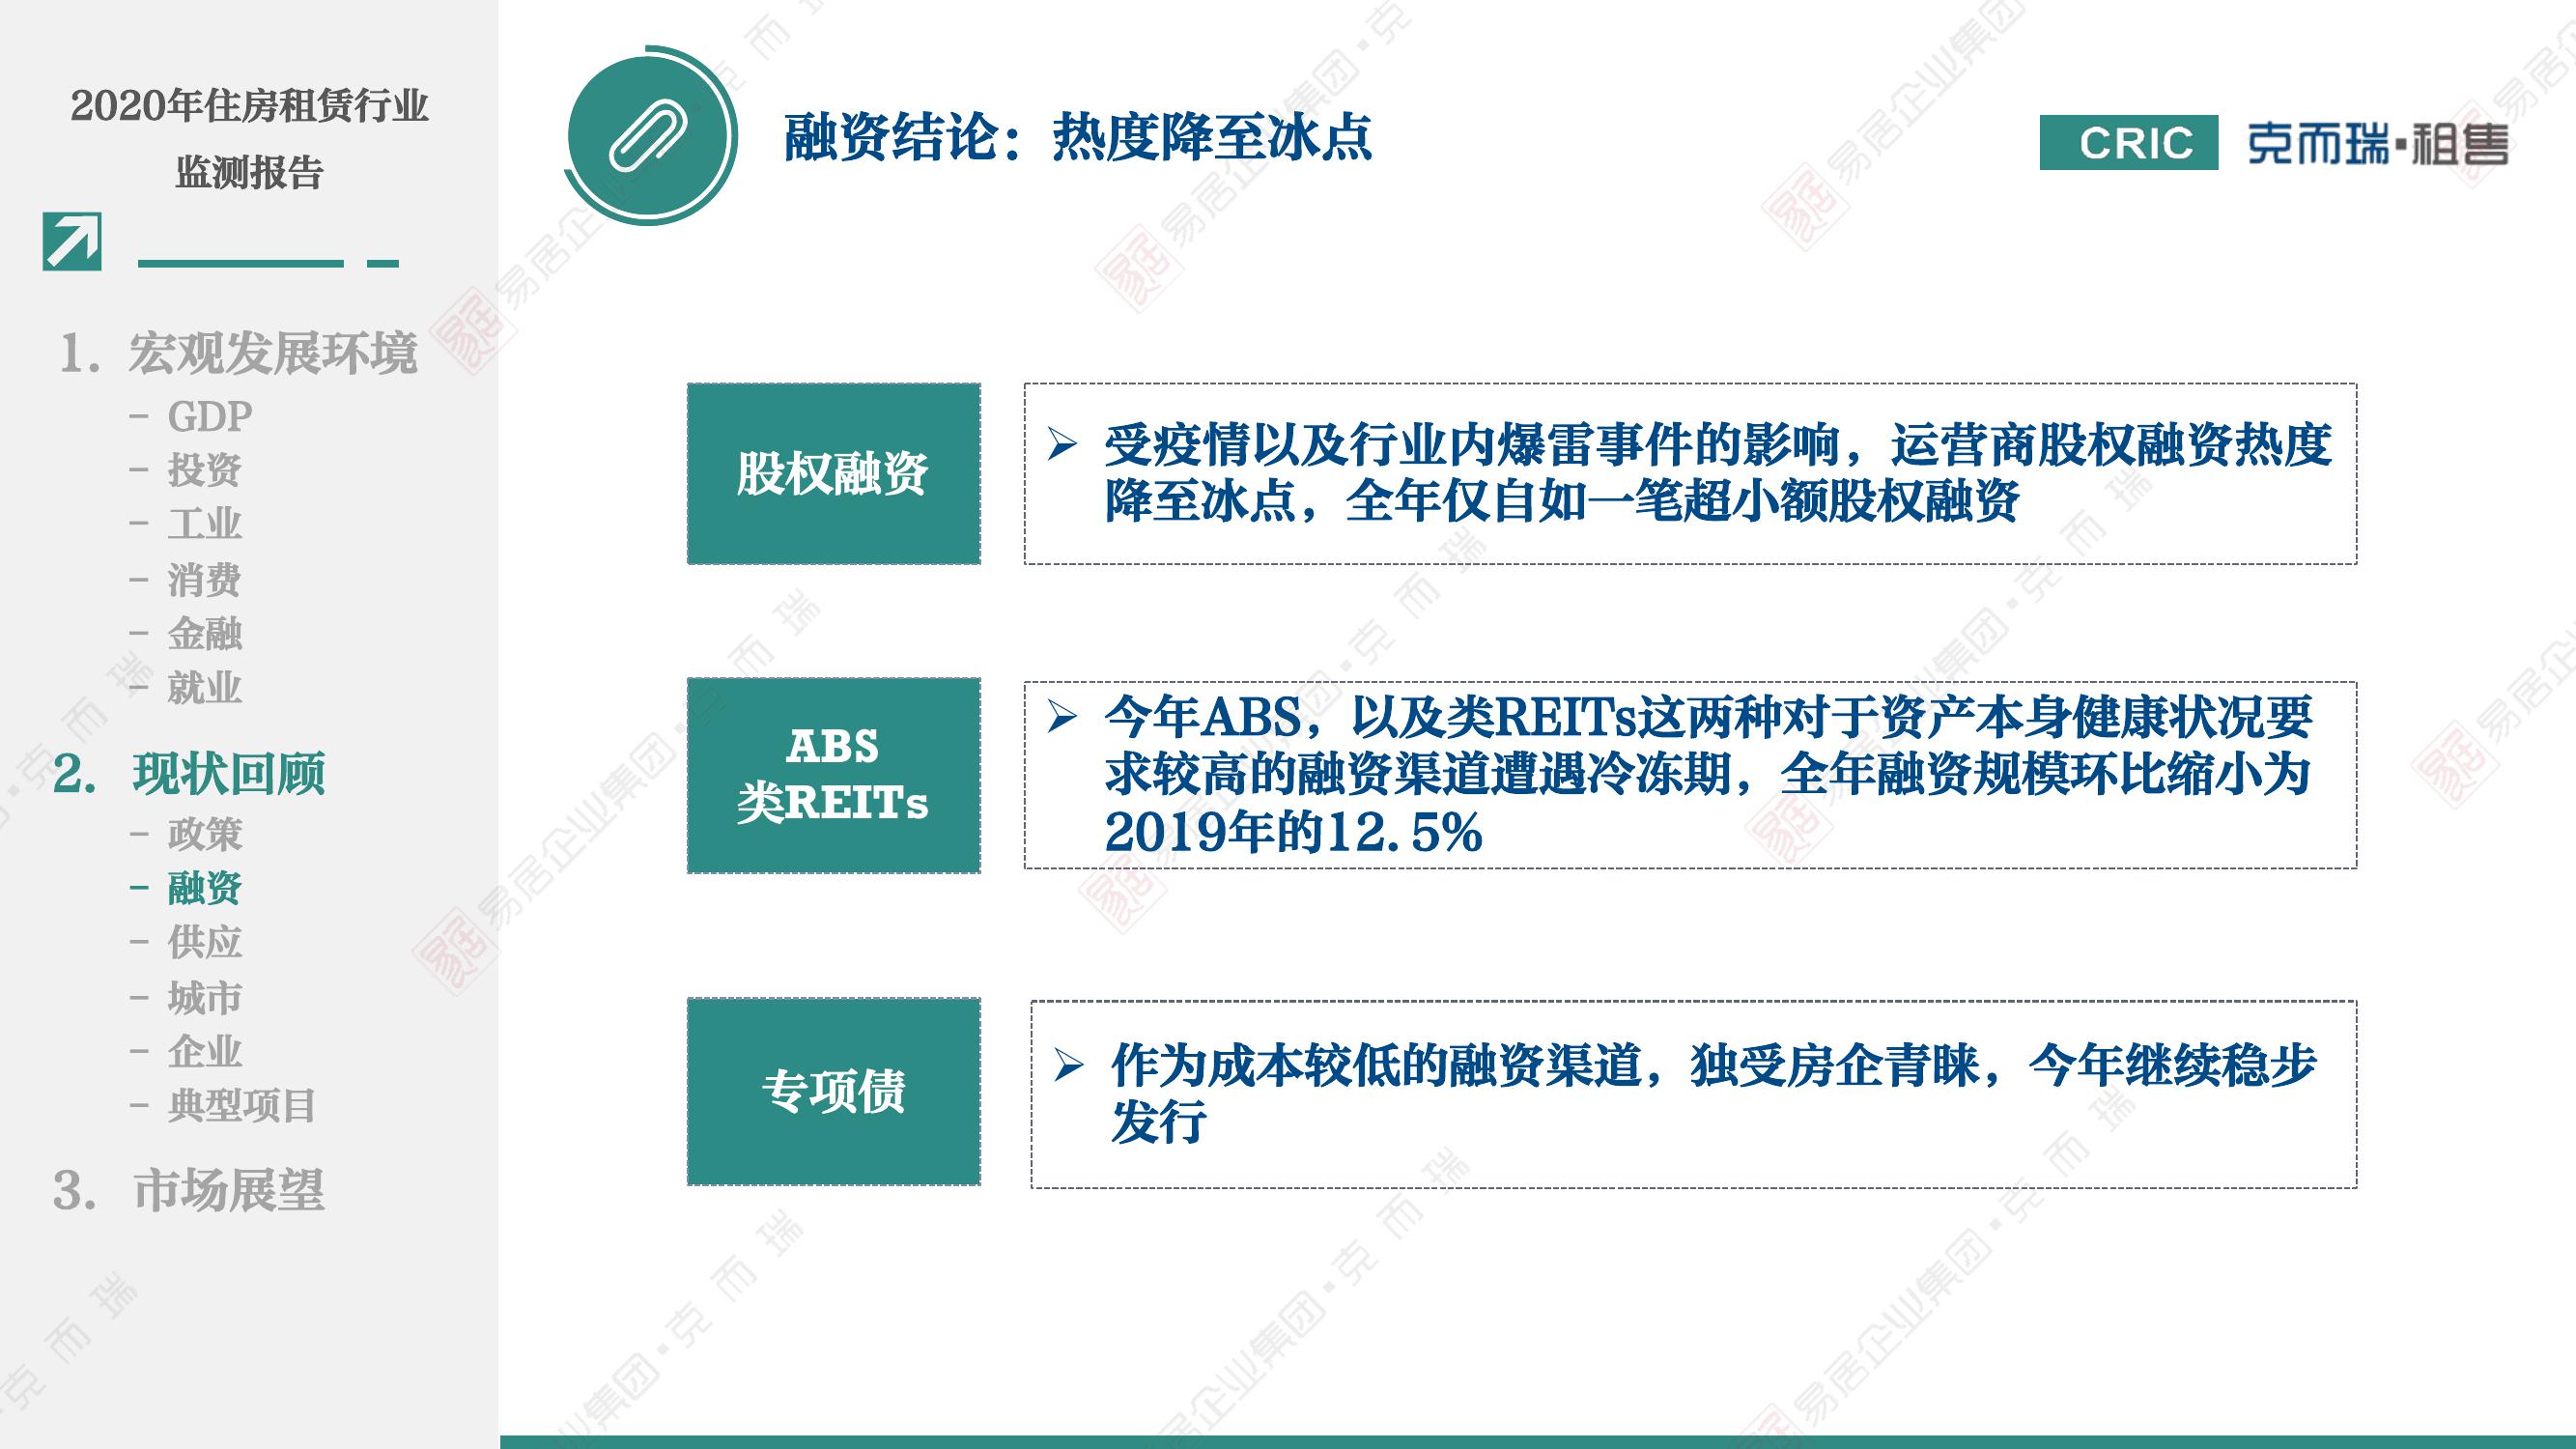 2020年住房租赁行业
监测报告
1. 宏观发展环境
- GDP
- 投资
- 工业
- 消费
- 金融
- 就业
2. 现状回顾
- 政策
- 融资
- 供应
- 城市
- 企业
- 典型项目
3. 市场展望
融资结论：热度降至冰点
CRIC 克而瑞·租售
股权融资
➢ 受疫情以及行业内爆雷事件的影响，运营商股权融资热度
降至冰点，全年仅自如一笔超小额股权融资
ABS
类REITs
➢ 今年ABS，以及类REITs这两种对于资产本身健康状况要
求较高的融资渠道遭遇冷冻期，全年融资规模环比缩小为
2019年的12.5%
专项债
➢ 作为成本较低的融资渠道，独受房企青睐，今年继续稳步
发行
易居企业集团·克而瑞